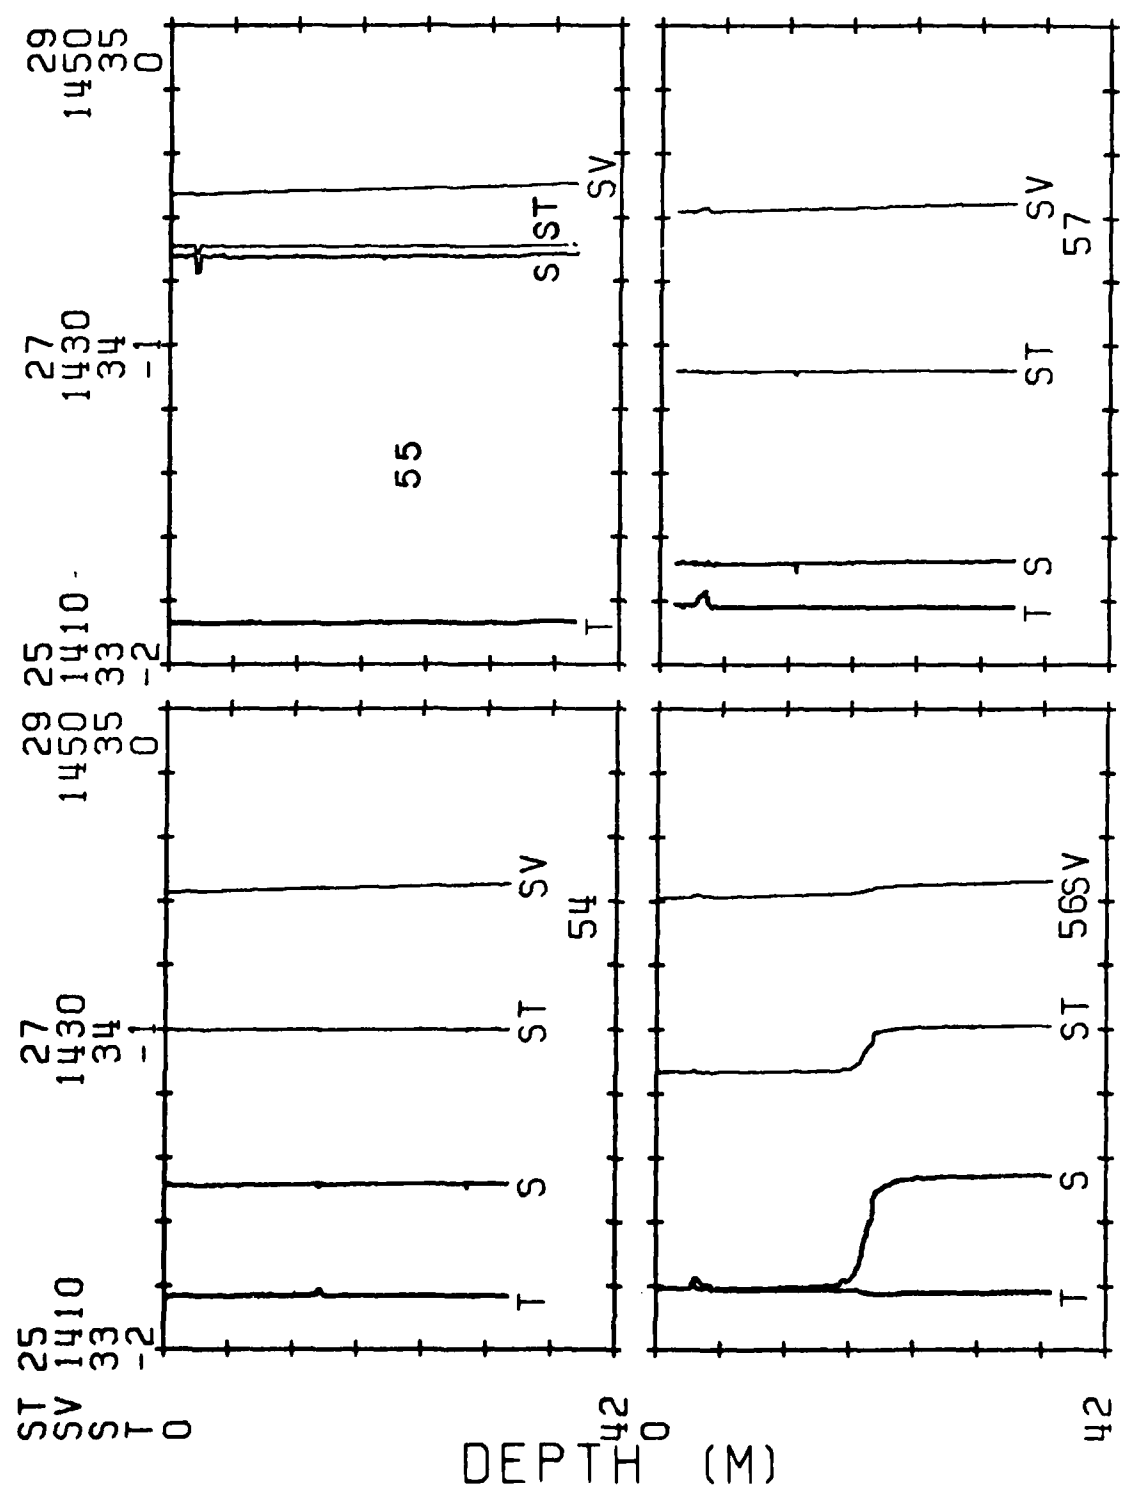 ST 25 27 29 25 27 29
SV 1410 1430 1450 1410 1430 1450
S 33 34 35 33 34 35
T -2 -1 0 -2 -1 0
0
55
T S ST SV
S ST
54
T SV
42
DEPTH (M)
0
T S ST SV
T S ST 56SV
57
42